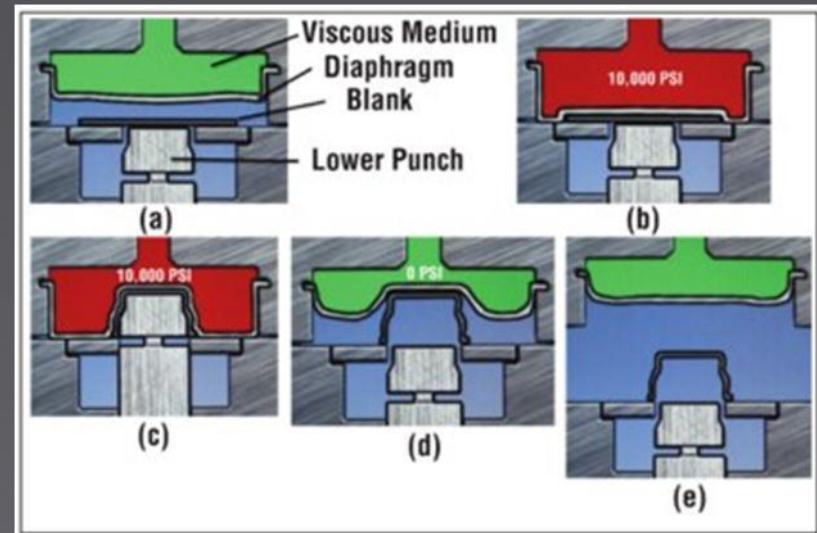 Viscous Medium
Diaphragm
Blank
Lower Punch
(a)
10,000 PSI
(b)
10,000 PSI
(c)
0 PSI
(d)
(e)